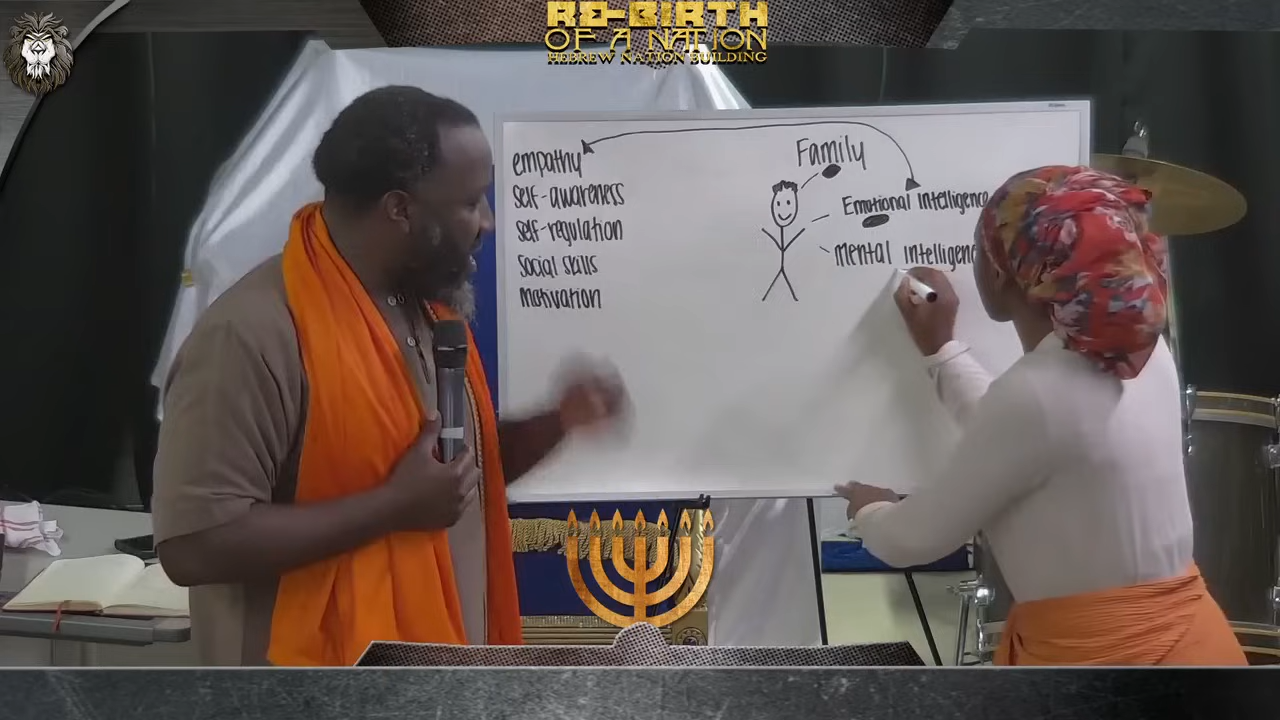 RE-BIRTH
OF A NATION
HEBREW NATION BUILDING
empathy
self-awareness
self-regulation
social skills
motivation
Family
Emotional intelligence
mental